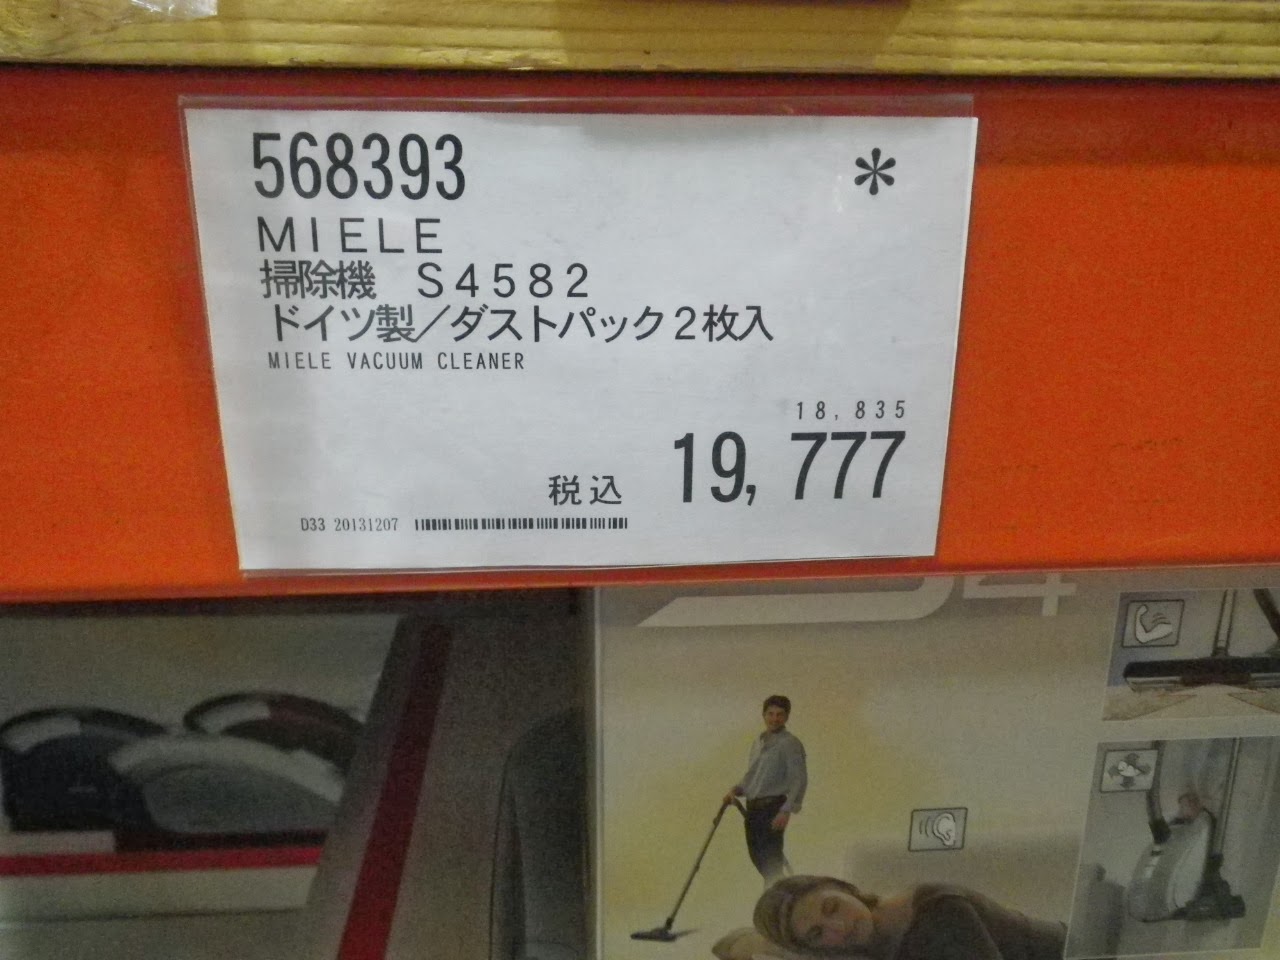 568393 *
MIELE
掃除機 S4582
ドイツ製/ダストパック2枚入
MIELE VACUUM CLEANER
18,835
税込 19,777
D33 20131207